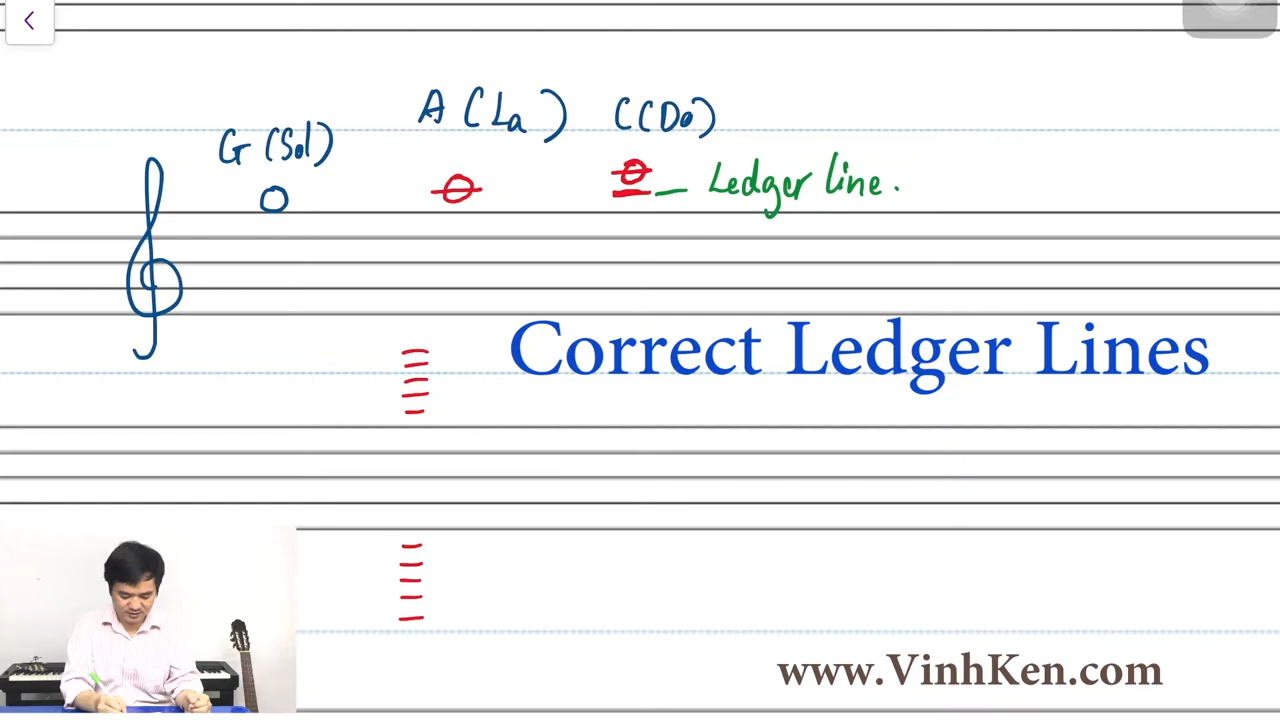 A (La) C (Do)
G (Sol)
Ledger line.
Correct Ledger Lines
www.VinhKen.com